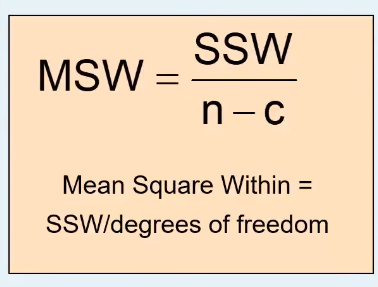 MSW = SSW
n – c
Mean Square Within =
SSW/degrees of freedom